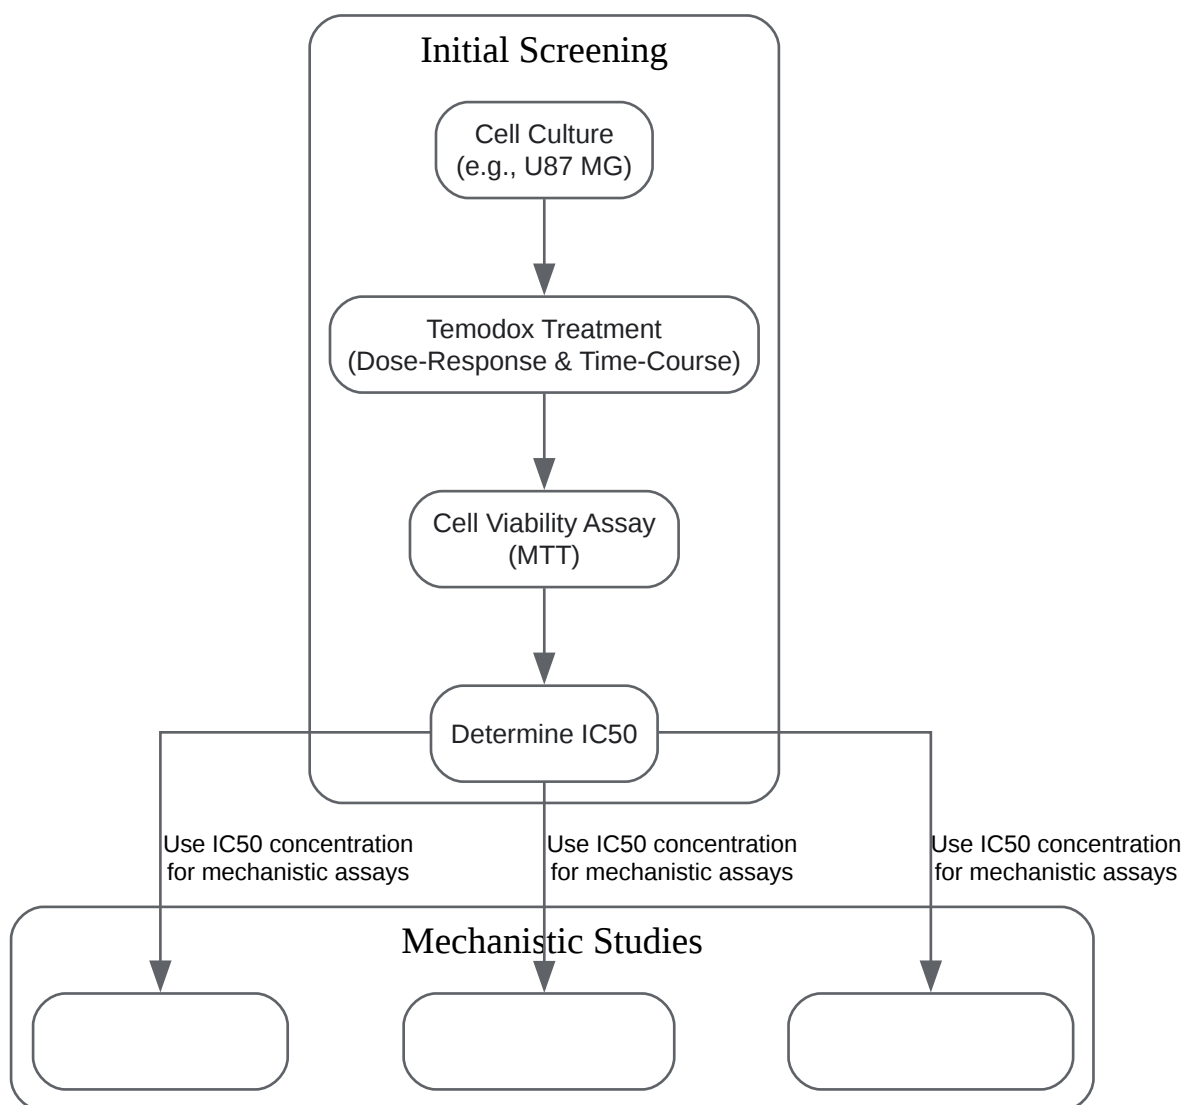 Initial Screening
Cell Culture
(e.g., U87 MG)
Temodox Treatment
(Dose-Response & Time-Course)
Cell Viability Assay
(MTT)
Determine IC50
Use IC50 concentration
for mechanistic assays
Use IC50 concentration
for mechanistic assays
Use IC50 concentration
for mechanistic assays
Mechanistic Studies